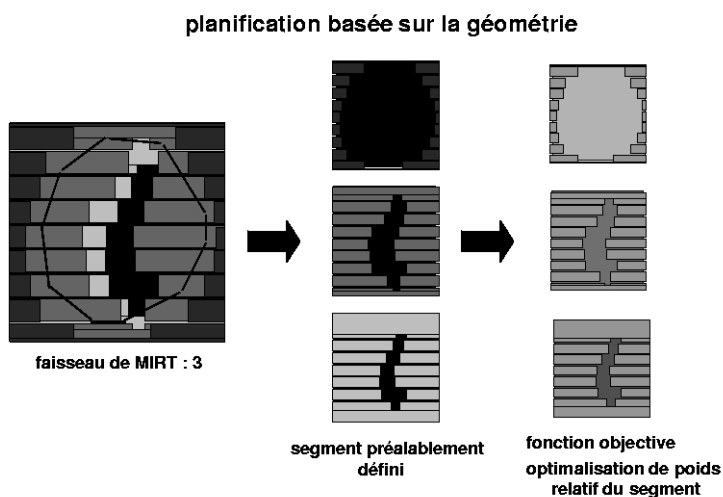 planification basée sur la géométrie
faisseau de MIRT : 3
segment préalablement
défini
fonction objective
optimalisation de poids
relatif du segment